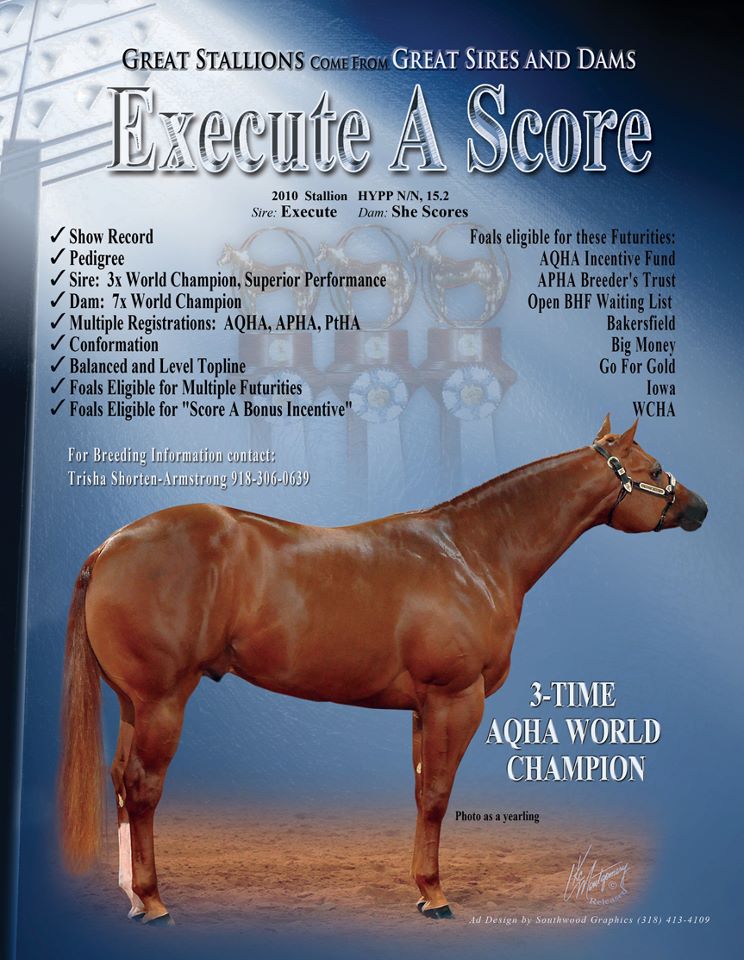 GREAT STALLIONS COME FROM GREAT SIRES AND DAMS
Execute A Score
2010 Stallion HYPP N/N, 15.2
Sire: Execute Dam: She Scores
✓ Show Record
✓ Pedigree
✓ Sire: 3x World Champion, Superior Performance
✓ Dam: 7x World Champion
✓ Multiple Registrations: AQHA, APHA, PtHA
✓ Conformation
✓ Balanced and Level Topline
✓ Foals Eligible for Multiple Futurities
✓ Foals Eligible for "Score A Bonus Incentive"
Foals eligible for these Futurities:
AQHA Incentive Fund
APHA Breeder's Trust
Open BHF Waiting List
Bakersfield
Big Money
Go For Gold
Iowa
WCHA
For Breeding Information contact:
Trisha Shorten-Armstrong 918-306-0639
3-TIME
AQHA WORLD
CHAMPION
Photo as a yearling
KC Montgomery ©
Released
Ad Design by Southwood Graphics (318) 413-4109